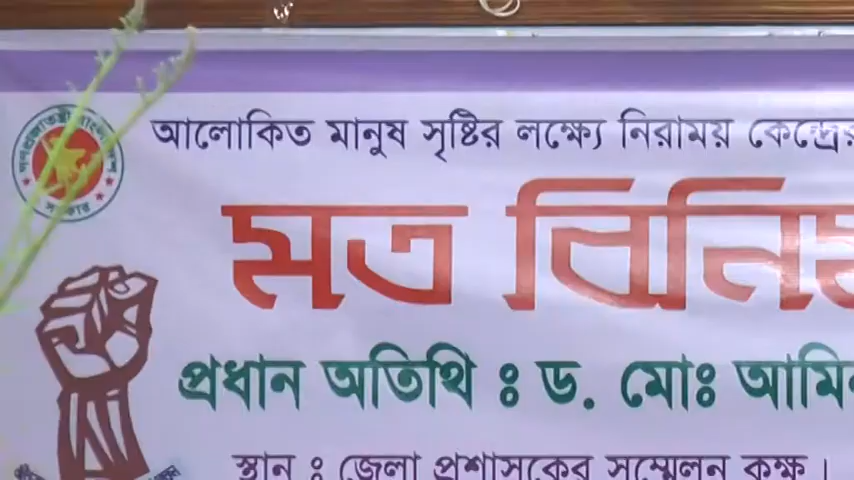 আলোকিত মানুষ সৃষ্টির লক্ষ্যে নিরাময় কেন্দ্রের
মত বিনিম
প্রধান অতিথি : ড. মোঃ আমি
স্থান : জেলা প্রশাসকের সম্মেলন কক্ষ।